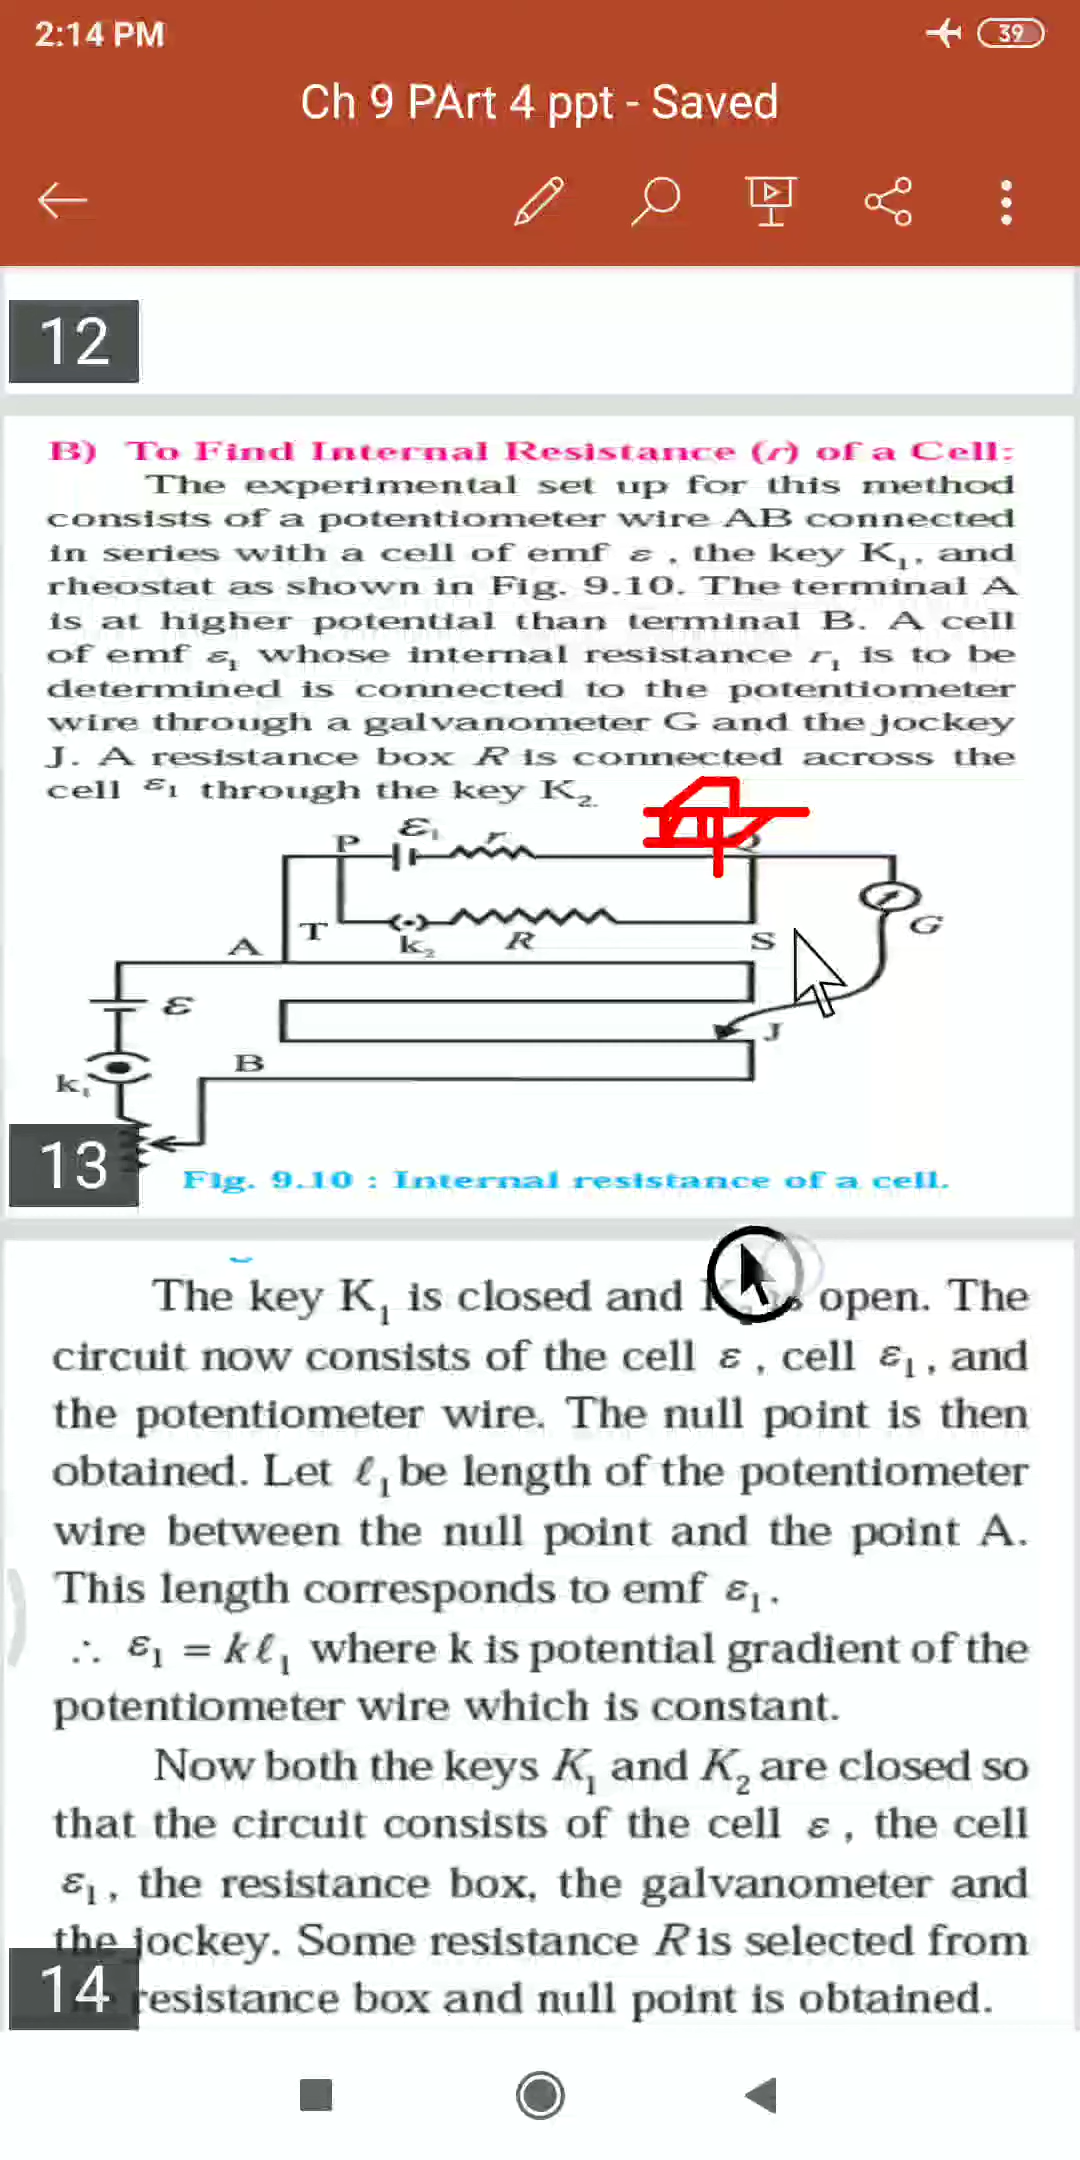 2:14 PM
39
Ch 9 PArt 4 ppt - Saved
12
B) To Find Internal Resistance (r) of a Cell:
The experimental set up for this method
consists of a potentiometer wire AB connected
in series with a cell of emf ε , the key K₁, and
rheostat as shown in Fig. 9.10. The terminal A
is at higher potential than terminal B. A cell
of emf ε₁ whose internal resistance r₁ is to be
determined is connected to the potentiometer
wire through a galvanometer G and the jockey
J. A resistance box R is connected across the
cell ε₁ through the key K₂.
P ε₁ r
T k₂ R S G
A
ε
J
B
k₁
13
Fig. 9.10 : Internal resistance of a cell.
The key K₁ is closed and open. The
circuit now consists of the cell ε , cell ε₁ , and
the potentiometer wire. The null point is then
obtained. Let ℓ₁ be length of the potentiometer
wire between the null point and the point A.
This length corresponds to emf ε₁ .
∴ ε₁ = kℓ₁ where k is potential gradient of the
potentiometer wire which is constant.
Now both the keys K₁ and K₂ are closed so
that the circuit consists of the cell ε , the cell
ε₁ , the resistance box, the galvanometer and
the jockey. Some resistance R is selected from
14 resistance box and null point is obtained.